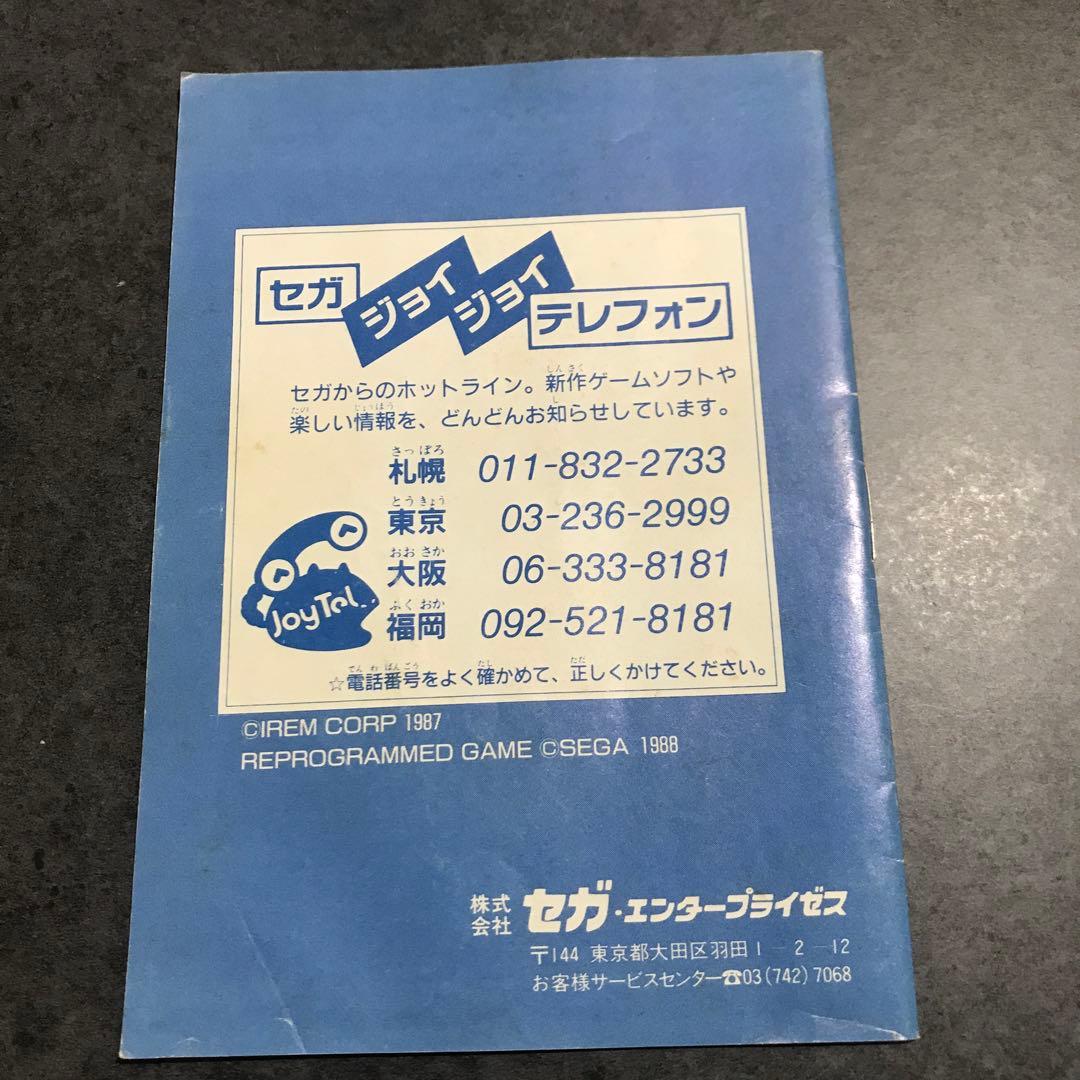 セガ ジョイジョイ テレフォン
セガからのホットライン。新作ゲームソフトや
楽しい情報を、どんどんお知らせしています。
札幌 011-832-2733
東京 03-236-2999
大阪 06-333-8181
福岡 092-521-8181
JoyTel
☆電話番号をよく確かめて、正しくかけてください。
©IREM CORP 1987
REPROGRAMMED GAME ©SEGA 1988
株式会社 セガ・エンタープライゼス
〒144 東京都大田区羽田1-2-12
お客様サービスセンター☎03(742)7068